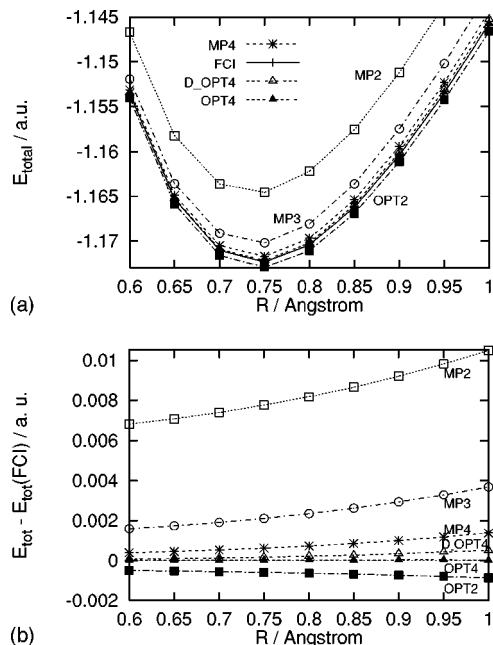 -1.145
-1.15
-1.155
-1.16
-1.165
-1.17
E_total / a.u.
MP4
FCI
D_OPT4
OPT4
MP2
MP3
OPT2
0.6 0.65 0.7 0.75 0.8 0.85 0.9 0.95 1
R / Angstrom
(a)
0.01
0.008
0.006
0.004
0.002
0
-0.002
E_tot - E_tot(FCI) / a. u.
MP2
MP3
MP4
D_OPT4
OPT4
OPT2
0.6 0.65 0.7 0.75 0.8 0.85 0.9 0.95 1
R / Angstrom
(b)